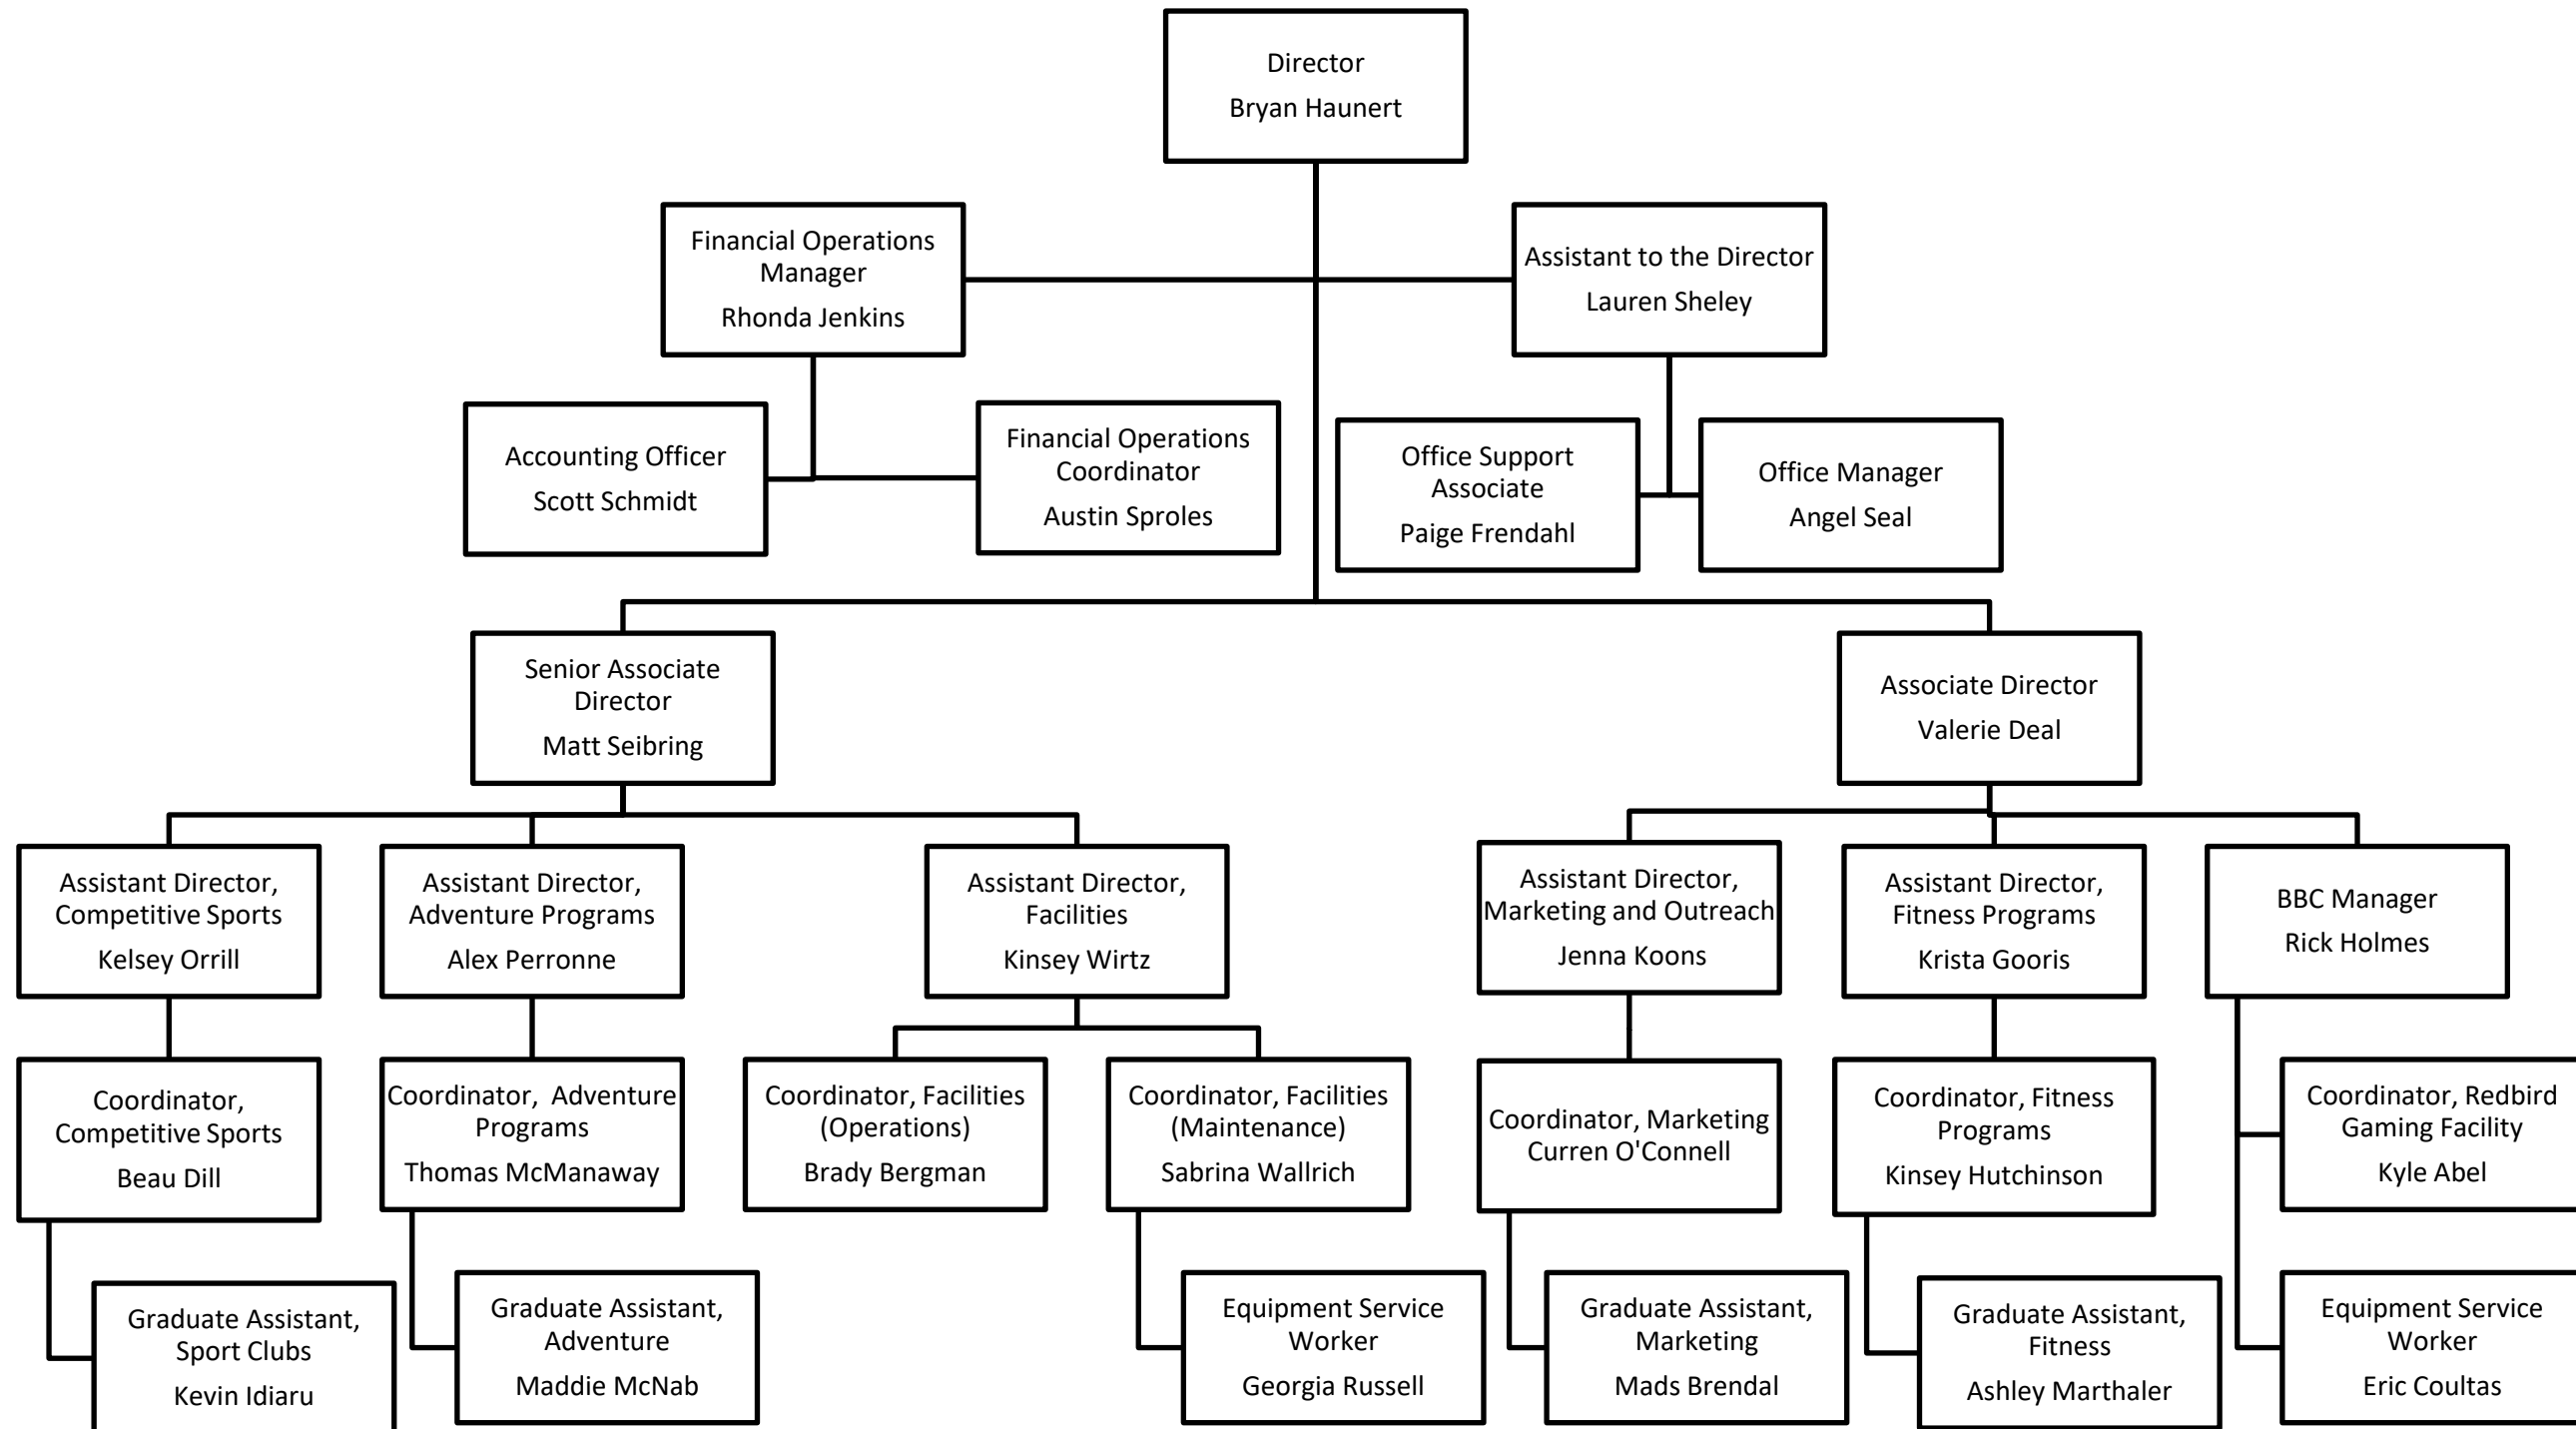 Director
Bryan Haunert
Financial Operations
Manager
Rhonda Jenkins
Assistant to the Director
Lauren Sheley
Accounting Officer
Scott Schmidt
Financial Operations
Coordinator
Austin Sproles
Office Support
Associate
Paige Frendahl
Office Manager
Angel Seal
Senior Associate
Director
Matt Seibring
Associate Director
Valerie Deal
Assistant Director,
Competitive Sports
Kelsey Orrill
Assistant Director,
Adventure Programs
Alex Perronne
Assistant Director,
Facilities
Kinsey Wirtz
Assistant Director,
Marketing and Outreach
Jenna Koons
Assistant Director,
Fitness Programs
Krista Gooris
BBC Manager
Rick Holmes
Coordinator,
Competitive Sports
Beau Dill
Coordinator, Adventure
Programs
Thomas McManaway
Coordinator, Facilities
(Operations)
Brady Bergman
Coordinator, Facilities
(Maintenance)
Sabrina Wallrich
Coordinator, Marketing
Curren O'Connell
Coordinator, Fitness
Programs
Kinsey Hutchinson
Coordinator, Redbird
Gaming Facility
Kyle Abel
Graduate Assistant,
Sport Clubs
Kevin Idiaru
Graduate Assistant,
Adventure
Maddie McNab
Equipment Service
Worker
Georgia Russell
Graduate Assistant,
Marketing
Mads Brendal
Graduate Assistant,
Fitness
Ashley Marthaler
Equipment Service
Worker
Eric Coultas